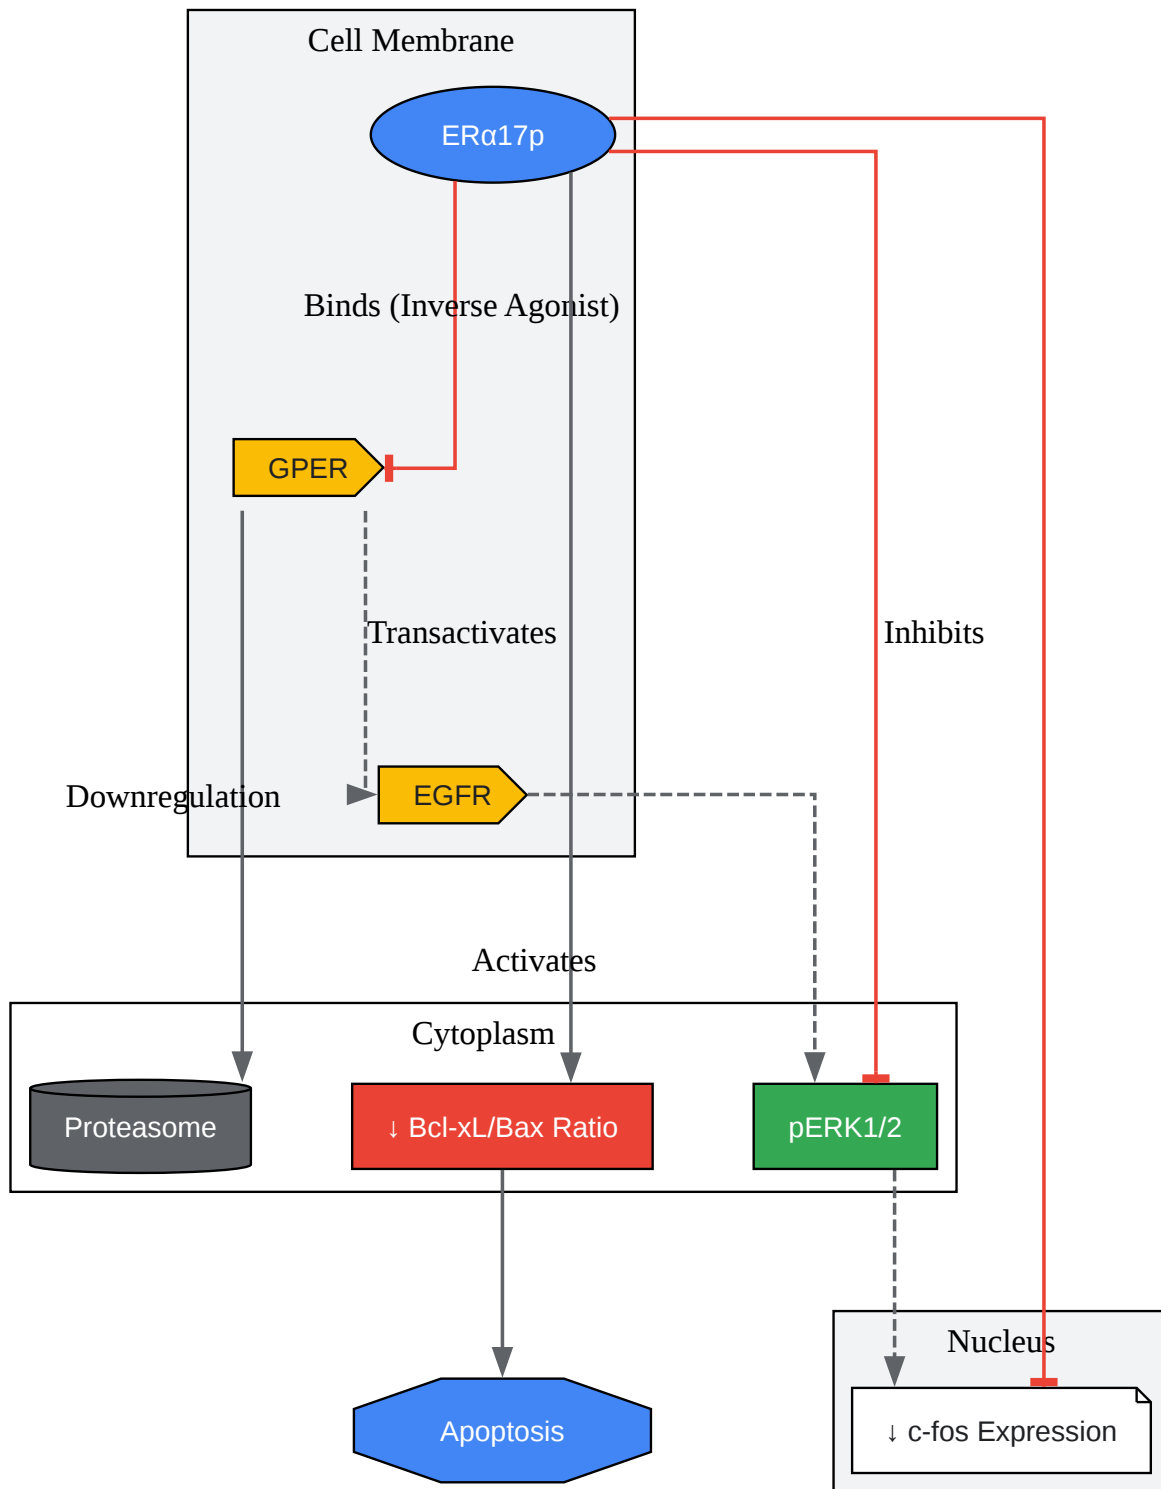 Cell Membrane
ERα17p
Binds (Inverse Agonist)
GPER
Transactivates
Inhibits
Downregulation
EGFR
Activates
Cytoplasm
Proteasome
↓ Bcl-xL/Bax Ratio
pERK1/2
Nucleus
Apoptosis
↓ c-fos Expression